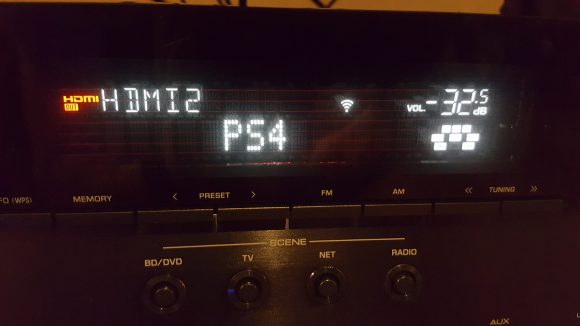 HDMI OUT HDMI2 VOL. -32.5 dB
PS4
(WPS) MEMORY < PRESET > FM AM << TUNING >>
SCENE
BD/DVD TV NET RADIO
AUX